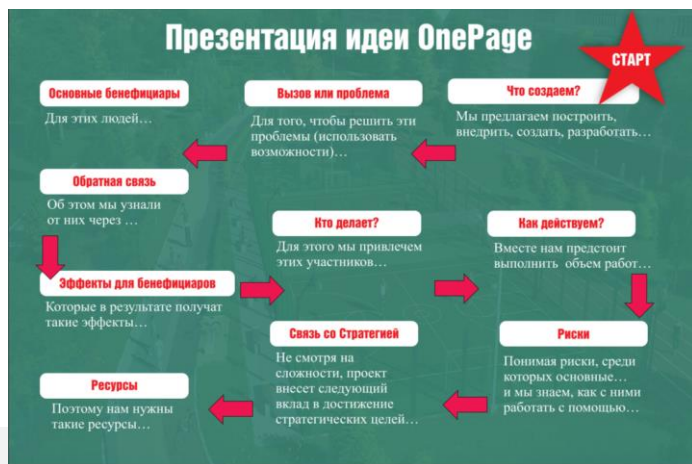 Презентация идеи OnePage
СТАРТ
Что создаем?
Мы предлагаем построить,
внедрить, создать, разработать…
Вызов или проблема
Для того, чтобы решить эти
проблемы (использовать
возможности)…
Основные бенефициары
Для этих людей…
Обратная связь
Об этом мы узнали
от них через …
Эффекты для бенефициаров
Которые в результате получат
такие эффекты…
Кто делает?
Для этого мы привлечем
этих участников…
Как действуем?
Вместе нам предстоит
выполнить объем работ…
Риски
Понимая риски, среди
которых основные…
и мы знаем, как с ними
работать с помощью…
Связь со Стратегией
Не смотря на
сложности, проект
внесет следующий
вклад в достижение
стратегических целей…
Ресурсы
Поэтому нам нужны
такие ресурсы…